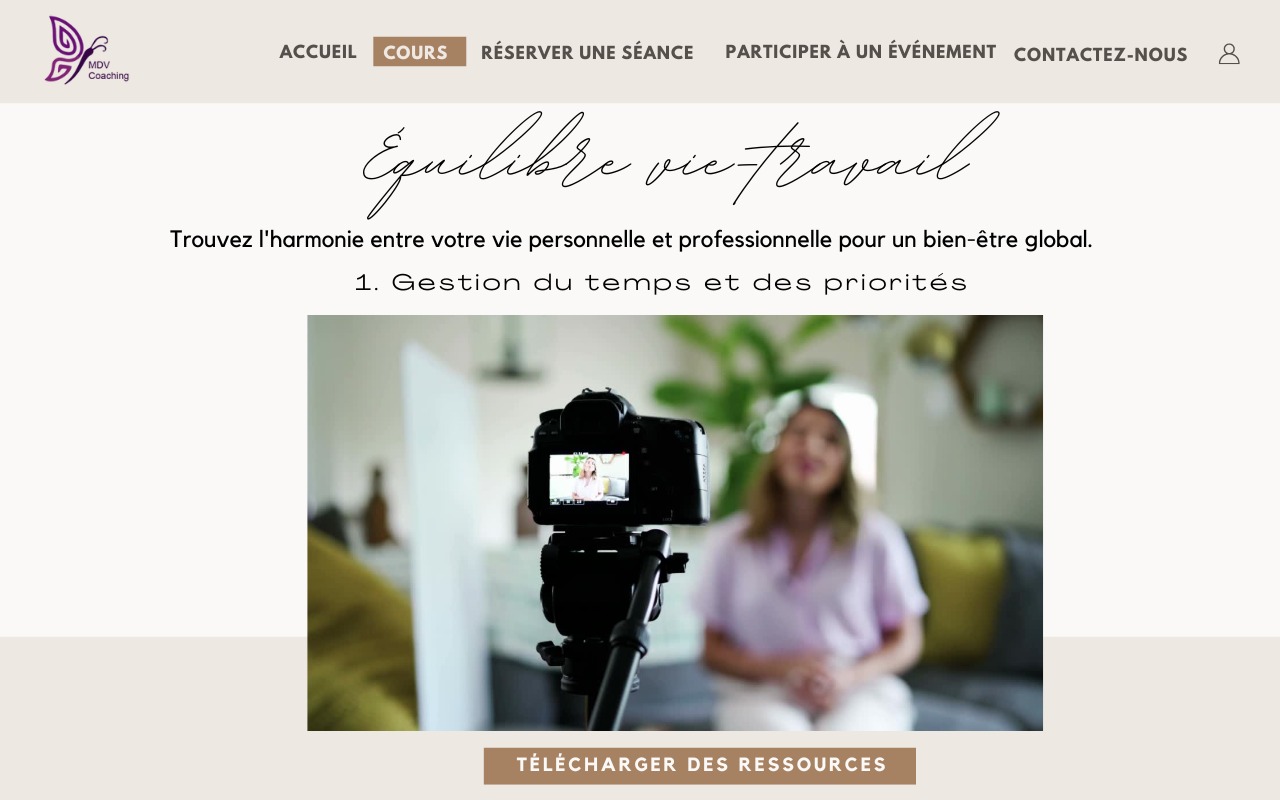 MDV
Coaching
ACCUEIL
COURS
RÉSERVER UNE SÉANCE
PARTICIPER À UN ÉVÉNEMENT
CONTACTEZ-NOUS
Équilibre vie-travail
Trouvez l'harmonie entre votre vie personnelle et professionnelle pour un bien-être global.
1. Gestion du temps et des priorités
TÉLÉCHARGER DES RESSOURCES